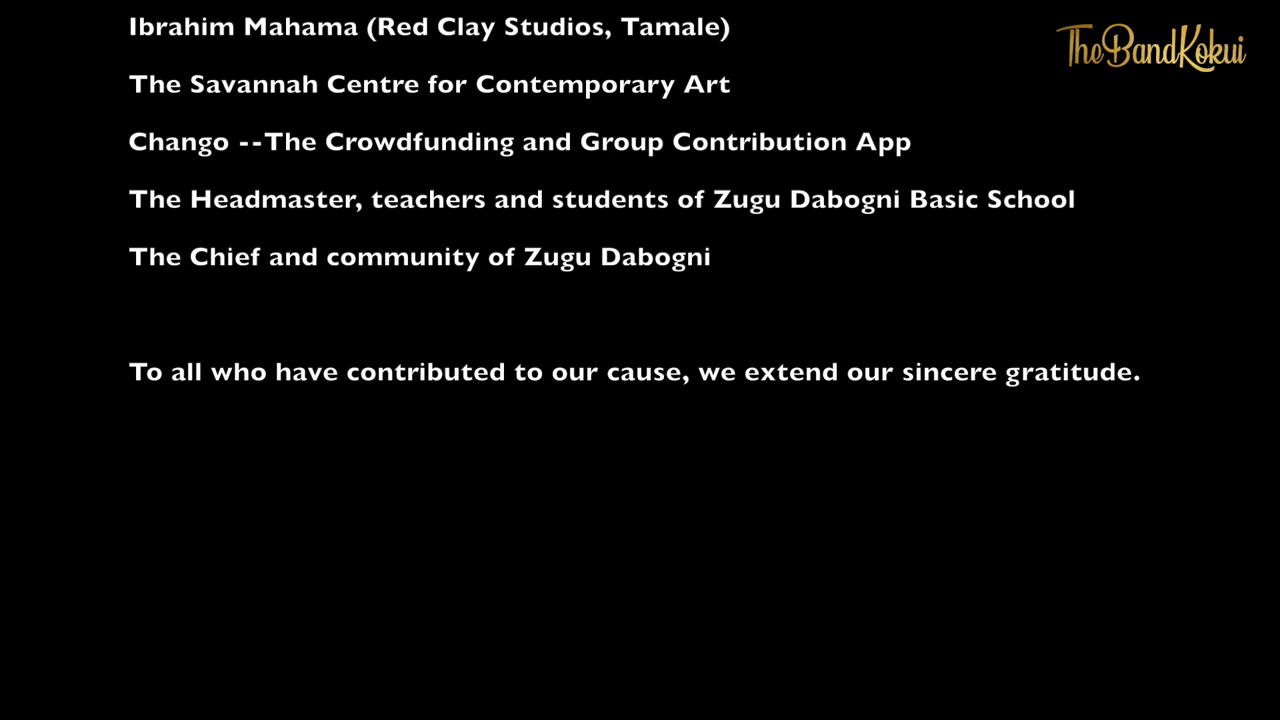 Ibrahim Mahama (Red Clay Studios, Tamale)
TheBandKokui
The Savannah Centre for Contemporary Art
Chango --The Crowdfunding and Group Contribution App
The Headmaster, teachers and students of Zugu Dabogni Basic School
The Chief and community of Zugu Dabogni
To all who have contributed to our cause, we extend our sincere gratitude.